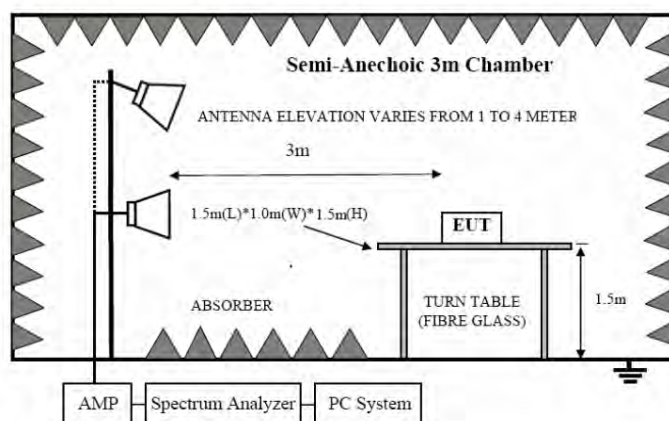 Semi-Anechoic 3m Chamber
ANTENNA ELEVATION VARIES FROM 1 TO 4 METER
3m
1.5m(L)*1.0m(W)*1.5m(H)
EUT
ABSORBER
TURN TABLE
(FIBRE GLASS)
1.5m
AMP
Spectrum Analyzer
PC System